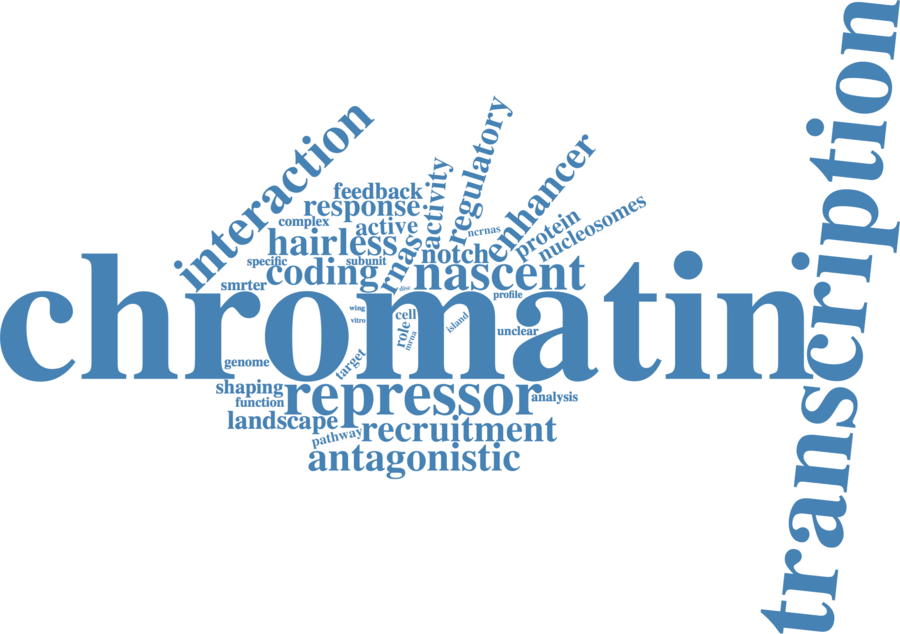 transcription
interaction
regulatory
enhancer
activity
feedback
response
complex
active
protein
nucleosomes
ncrnas
hairless
rnas
notch
specific
subunit
coding
nascent
smrter
disc
profile
chromatin
wing
vitro
cell
role
mrna
island
unclear
genome
target
shaping
repressor
analysis
function
landscape
pathway
recruitment
antagonistic